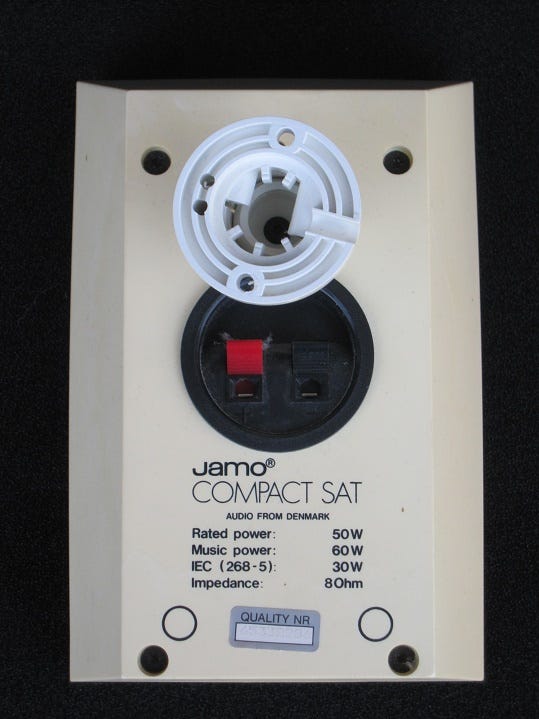 Jamo®
COMPACT SAT
AUDIO FROM DENMARK
Rated power: 50W
Music power: 60W
IEC (268-5): 30W
Impedance: 8Ohm
QUALITY NR